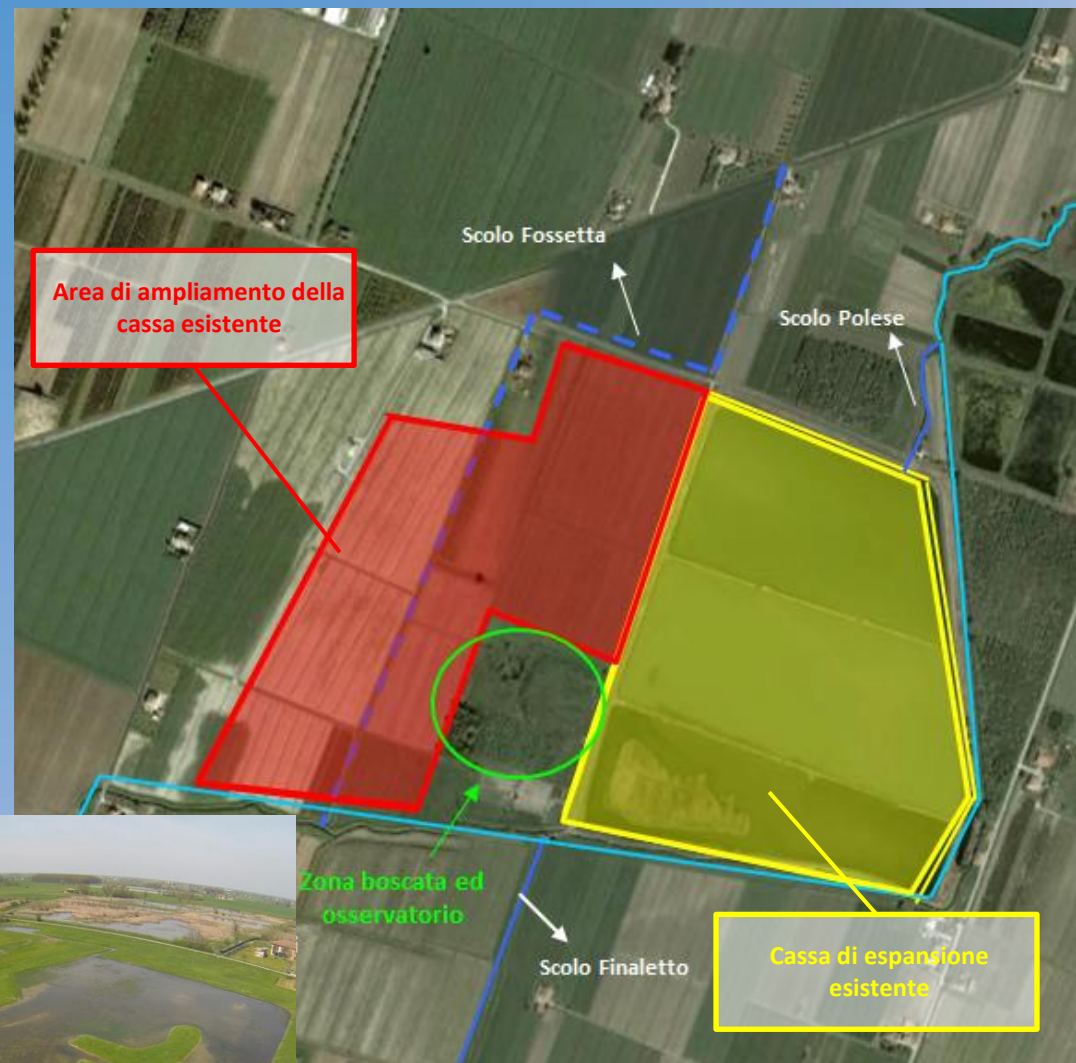 Scolo Fossetta
Area di ampliamento della
cassa esistente
Scolo Polese
Zona boscata ed
osservatorio
Scolo Finaletto
Cassa di espansione
esistente